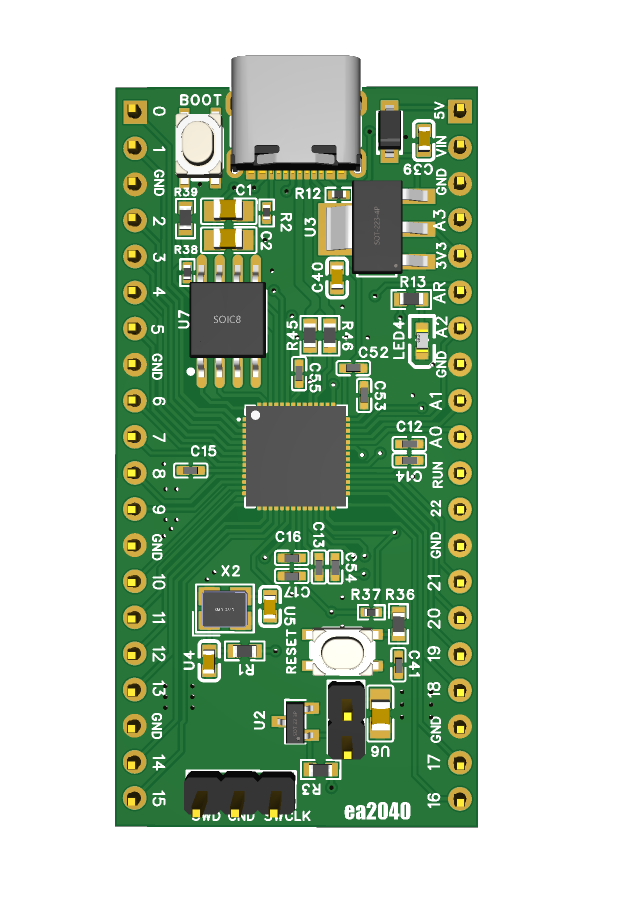 BOOT
0
1
GND
2
3
4
5
GND
6
7
8
9
GND
10
11
12
13
GND
14
15
5V
VIN
GND
A3
3V3
AR
A2
GND
A1
A0
RUN
22
GND
21
20
19
18
GND
17
16
C39
R39
C1
R12
R2
U3
SOT-223-4P
C2
R38
C40
R13
U7
SOIC8
R45
R46
LED4
C52
C55
C53
C12
C14
C15
C16
C13
C54
C17
X2
U5
R37
R36
RESET
U4
R1
C41
U2
U6
R3
SWD GND SWCLK
ea2040